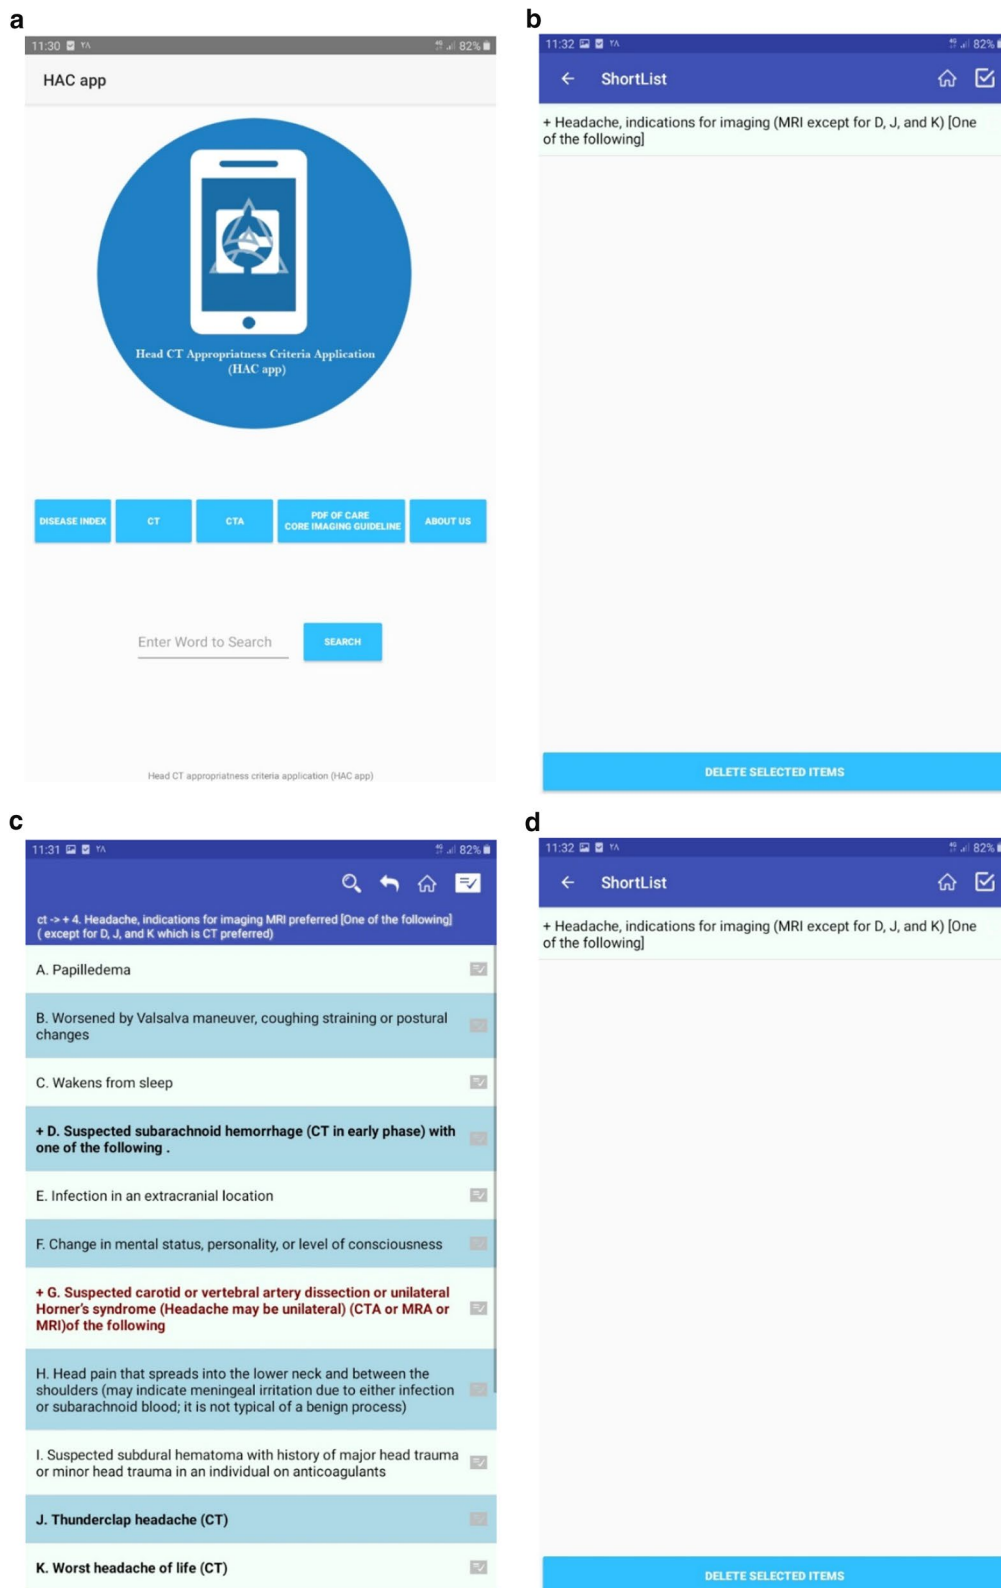 a
11:30 ٢٨ 82%
HAC app
Head CT Appropriatness Criteria Application
(HAC app)
DISEASE INDEX
CT
CTA
PDF OF CARE
CORE IMAGING GUIDELINE
ABOUT US
Enter Word to Search
SEARCH
Head CT appropriatness criteria application (HAC app)
b
11:32 ٢٨ 82%
ShortList
+ Headache, indications for imaging (MRI except for D, J, and K) [One
of the following]
DELETE SELECTED ITEMS
c
11:31 ٢٨ 82%
ct -> + 4. Headache, indications for imaging MRI preferred [One of the following]
( except for D, J, and K which is CT preferred)
A. Papilledema
B. Worsened by Valsalva maneuver, coughing straining or postural
changes
C. Wakens from sleep
+ D. Suspected subarachnoid hemorrhage (CT in early phase) with
one of the following .
E. Infection in an extracranial location
F. Change in mental status, personality, or level of consciousness
+ G. Suspected carotid or vertebral artery dissection or unilateral
Horner's syndrome (Headache may be unilateral) (CTA or MRA or
MRI)of the following
H. Head pain that spreads into the lower neck and between the
shoulders (may indicate meningeal irritation due to either infection
or subarachnoid blood; it is not typical of a benign process)
I. Suspected subdural hematoma with history of major head trauma
or minor head trauma in an individual on anticoagulants
J. Thunderclap headache (CT)
K. Worst headache of life (CT)
d
11:32 ٢٨ 82%
ShortList
+ Headache, indications for imaging (MRI except for D, J, and K) [One
of the following]
DELETE SELECTED ITEMS